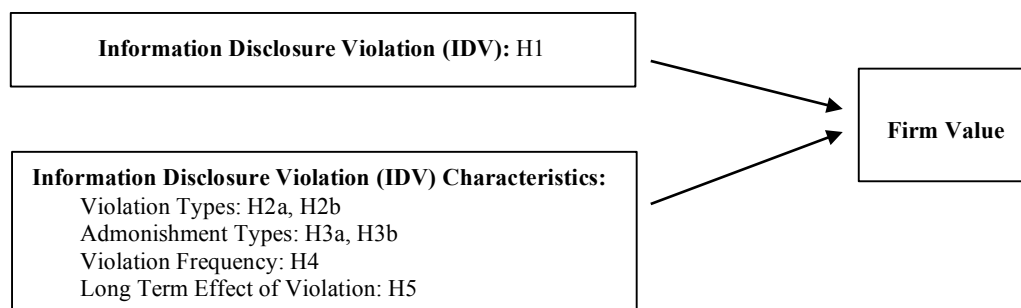 Information Disclosure Violation (IDV): H1
Firm Value
Information Disclosure Violation (IDV) Characteristics:
Violation Types: H2a, H2b
Admonishment Types: H3a, H3b
Violation Frequency: H4
Long Term Effect of Violation: H5